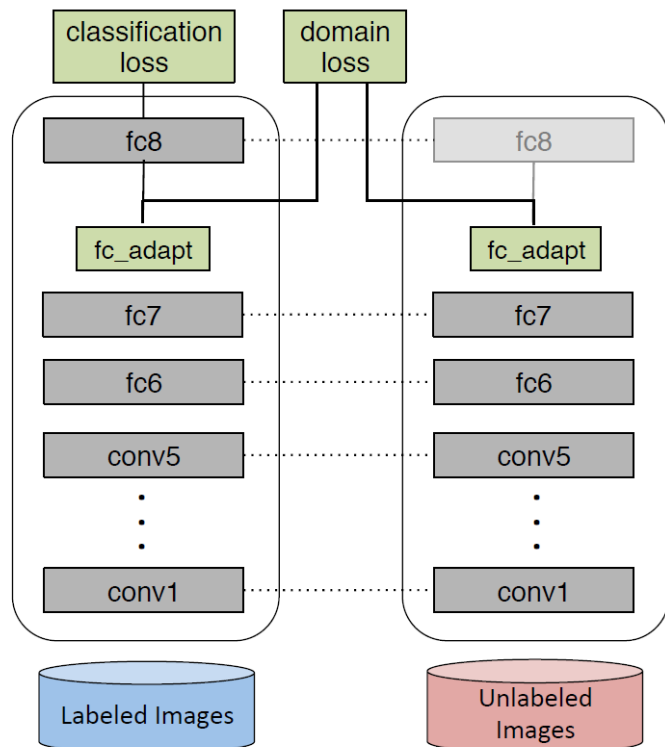 classification
loss
domain
loss
fc8
fc8
fc_adapt
fc_adapt
fc7
fc7
fc6
fc6
conv5
conv5
conv1
conv1
Labeled Images
Unlabeled
Images